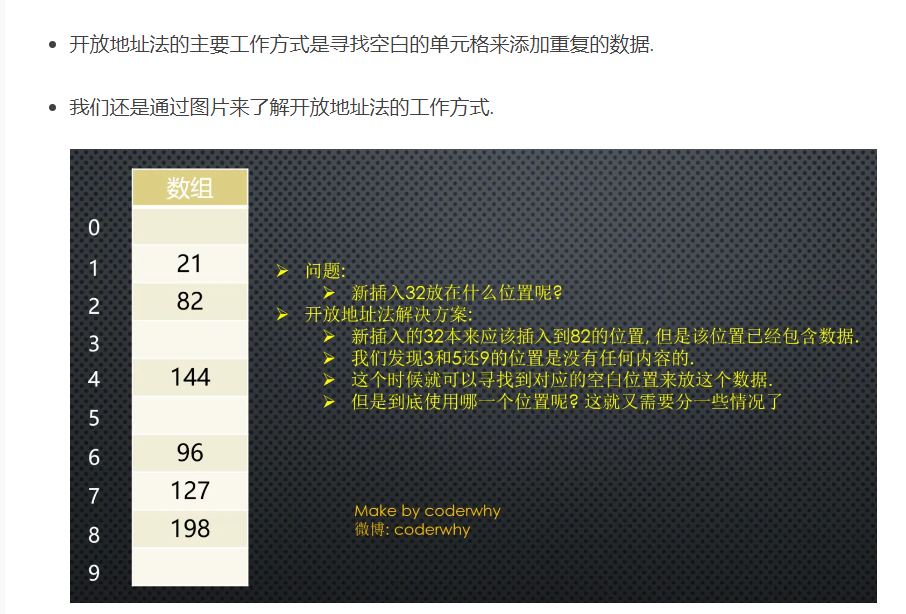 开放地址法的主要工作方式是寻找空白的单元格来添加重复的数据.
我们还是通过图片来了解开放地址法的工作方式.
数组
0
1 21
2 82
3
4 144
5
6 96
7 127
8 198
9
问题:
新插入32放在什么位置呢?
开放地址法解决方案:
新插入的32本来应该插入到82的位置, 但是该位置已经包含数据.
我们发现3和5还9的位置是没有任何内容的.
这个时候就可以寻找到对应的空白位置来放这个数据.
但是到底使用哪一个位置呢? 这就又需要分一些情况了
Make by coderwhy
微博: coderwhy